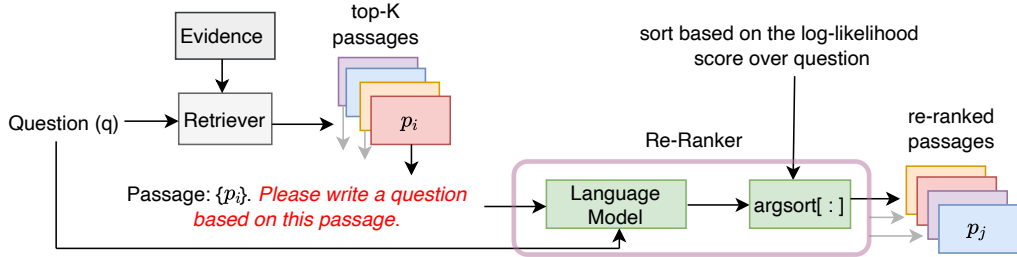 top-K
passages
Evidence
sort based on the log-likelihood
score over question
Question (q)
Retriever
p_i
Re-Ranker
re-ranked
passages
Passage: {p_i}. Please write a question
based on this passage.
Language
Model
argsort[ : ]
p_j